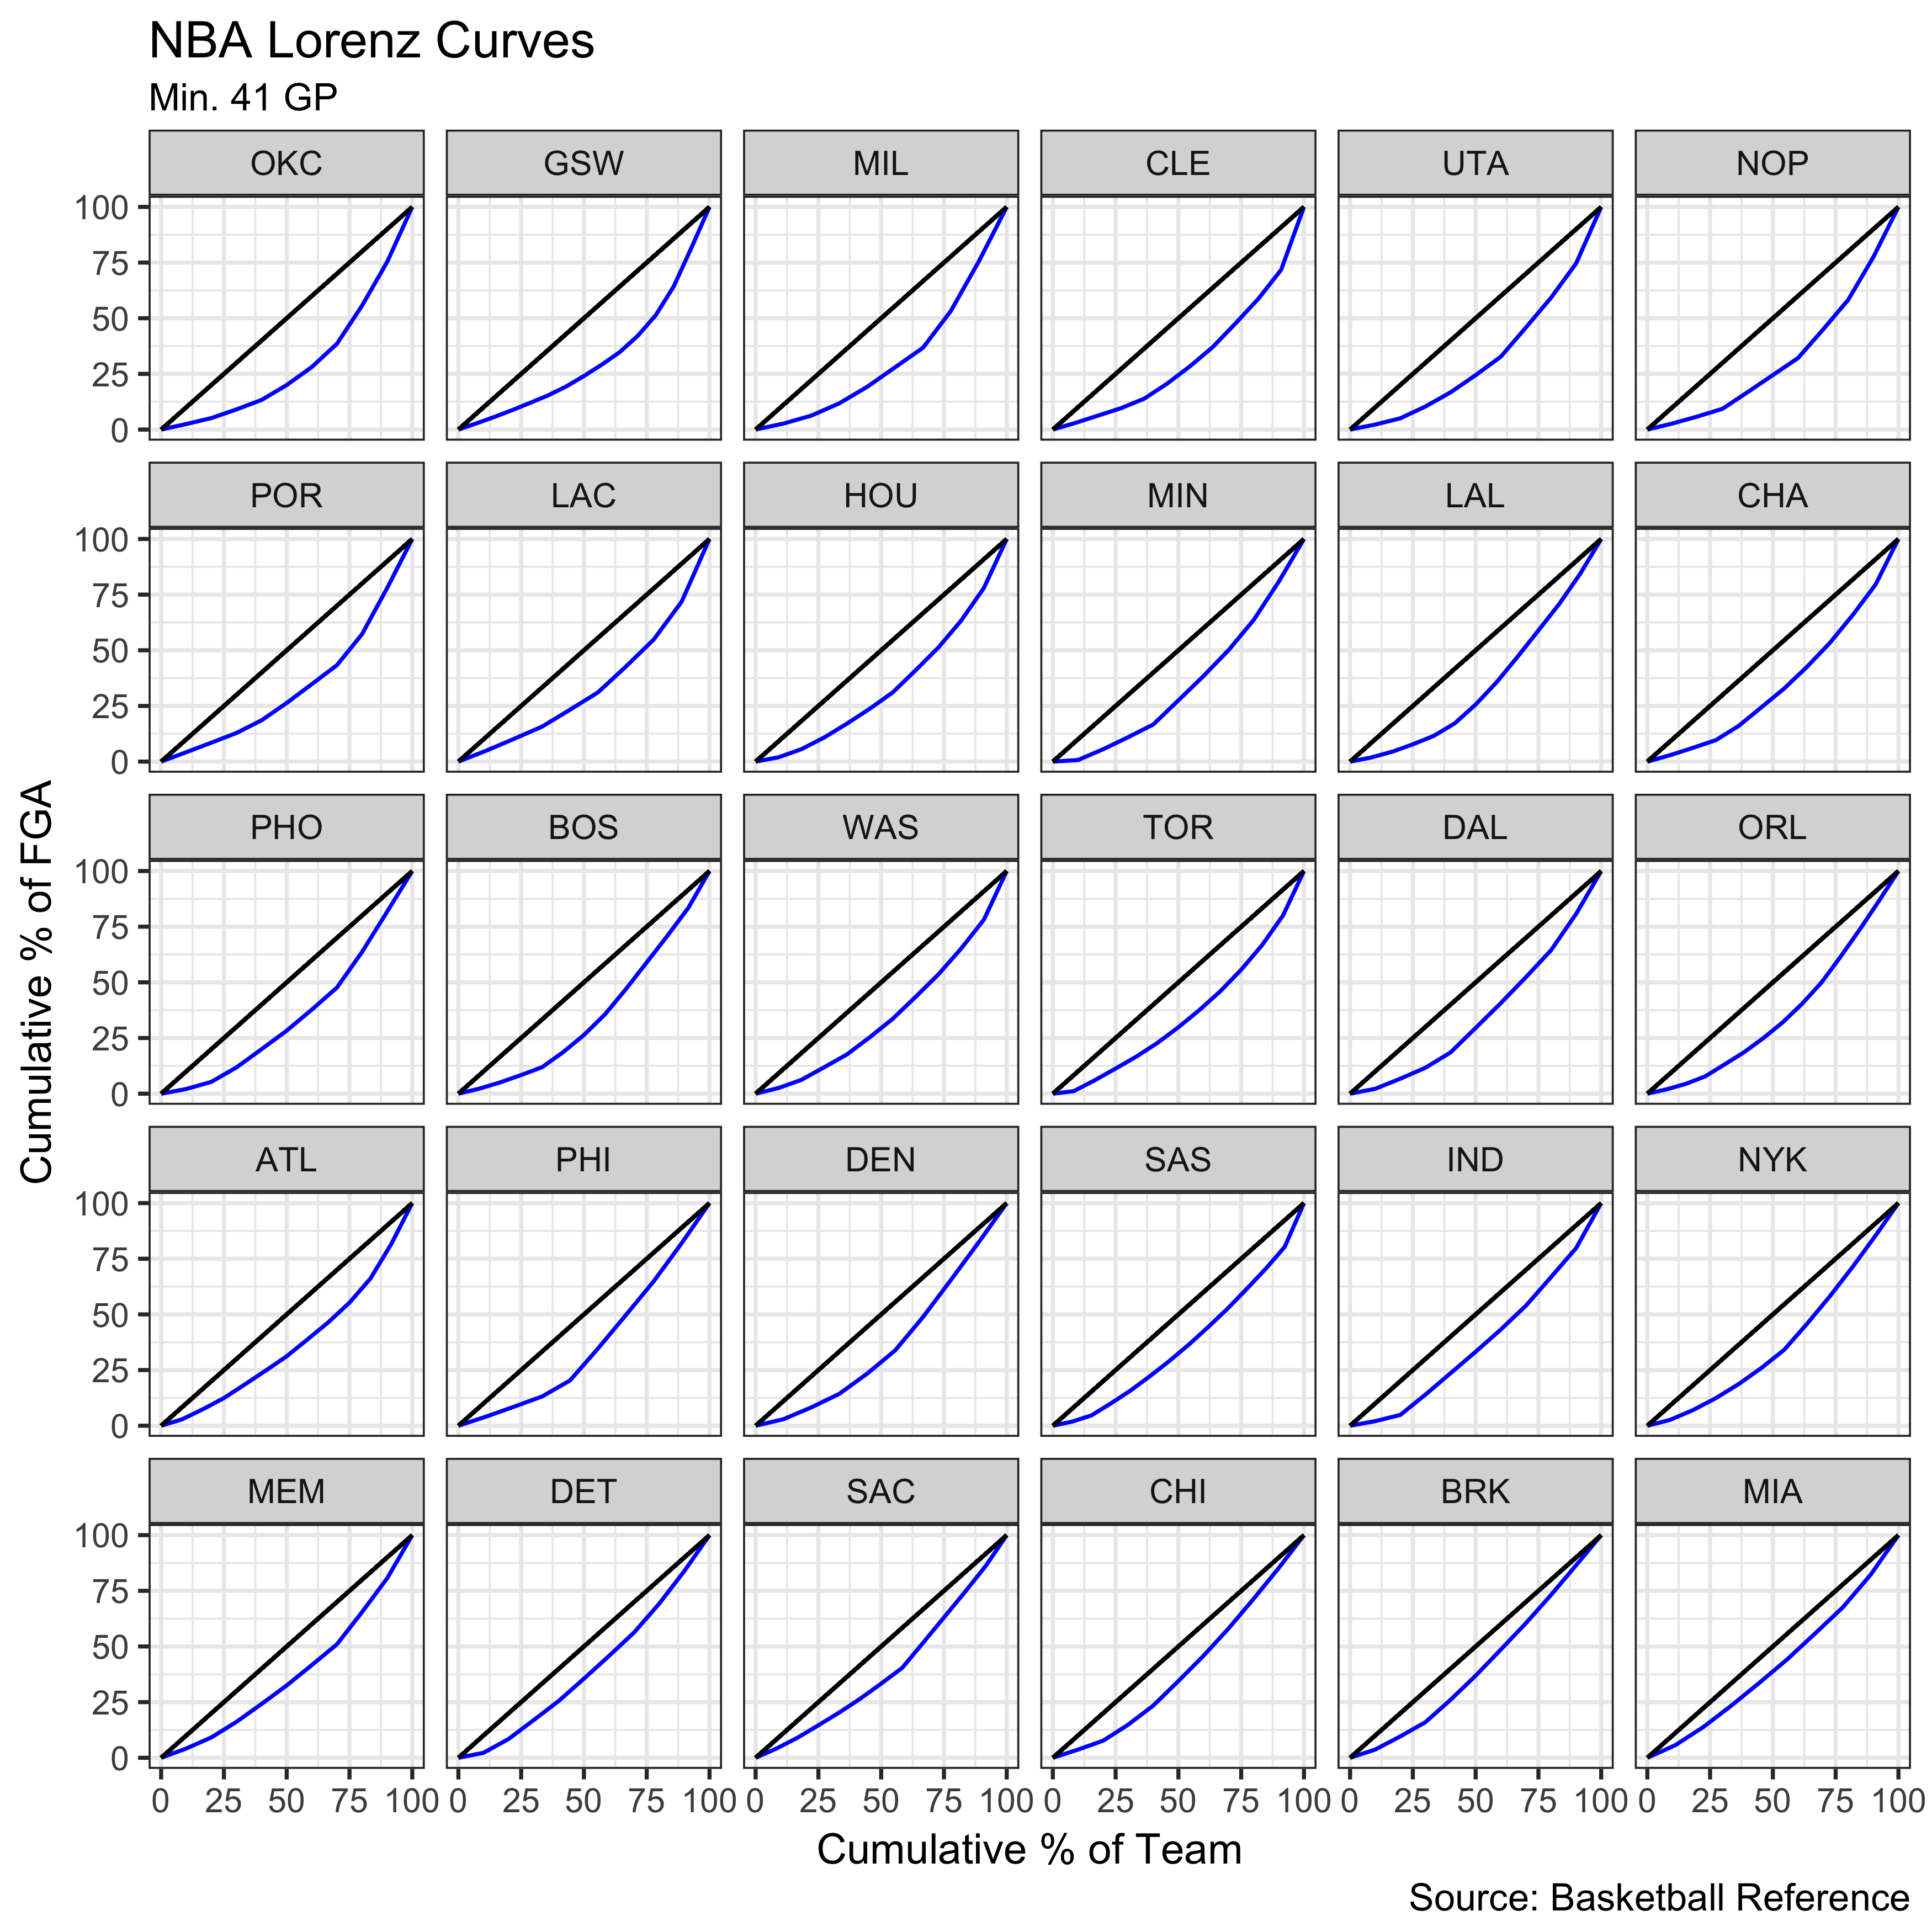 NBA Lorenz Curves
Min. 41 GP
OKC GSW MIL CLE UTA NOP
100
75
50
25
0
POR LAC HOU MIN LAL CHA
100
75
50
25
0
Cumulative % of FGA
PHO BOS WAS TOR DAL ORL
100
75
50
25
0
ATL PHI DEN SAS IND NYK
100
75
50
25
0
MEM DET SAC CHI BRK MIA
100
75
50
25
0
0 25 50 75 100 0 25 50 75 100 0 25 50 75 100 0 25 50 75 100 0 25 50 75 100 0 25 50 75 100
Cumulative % of Team
Source: Basketball Reference